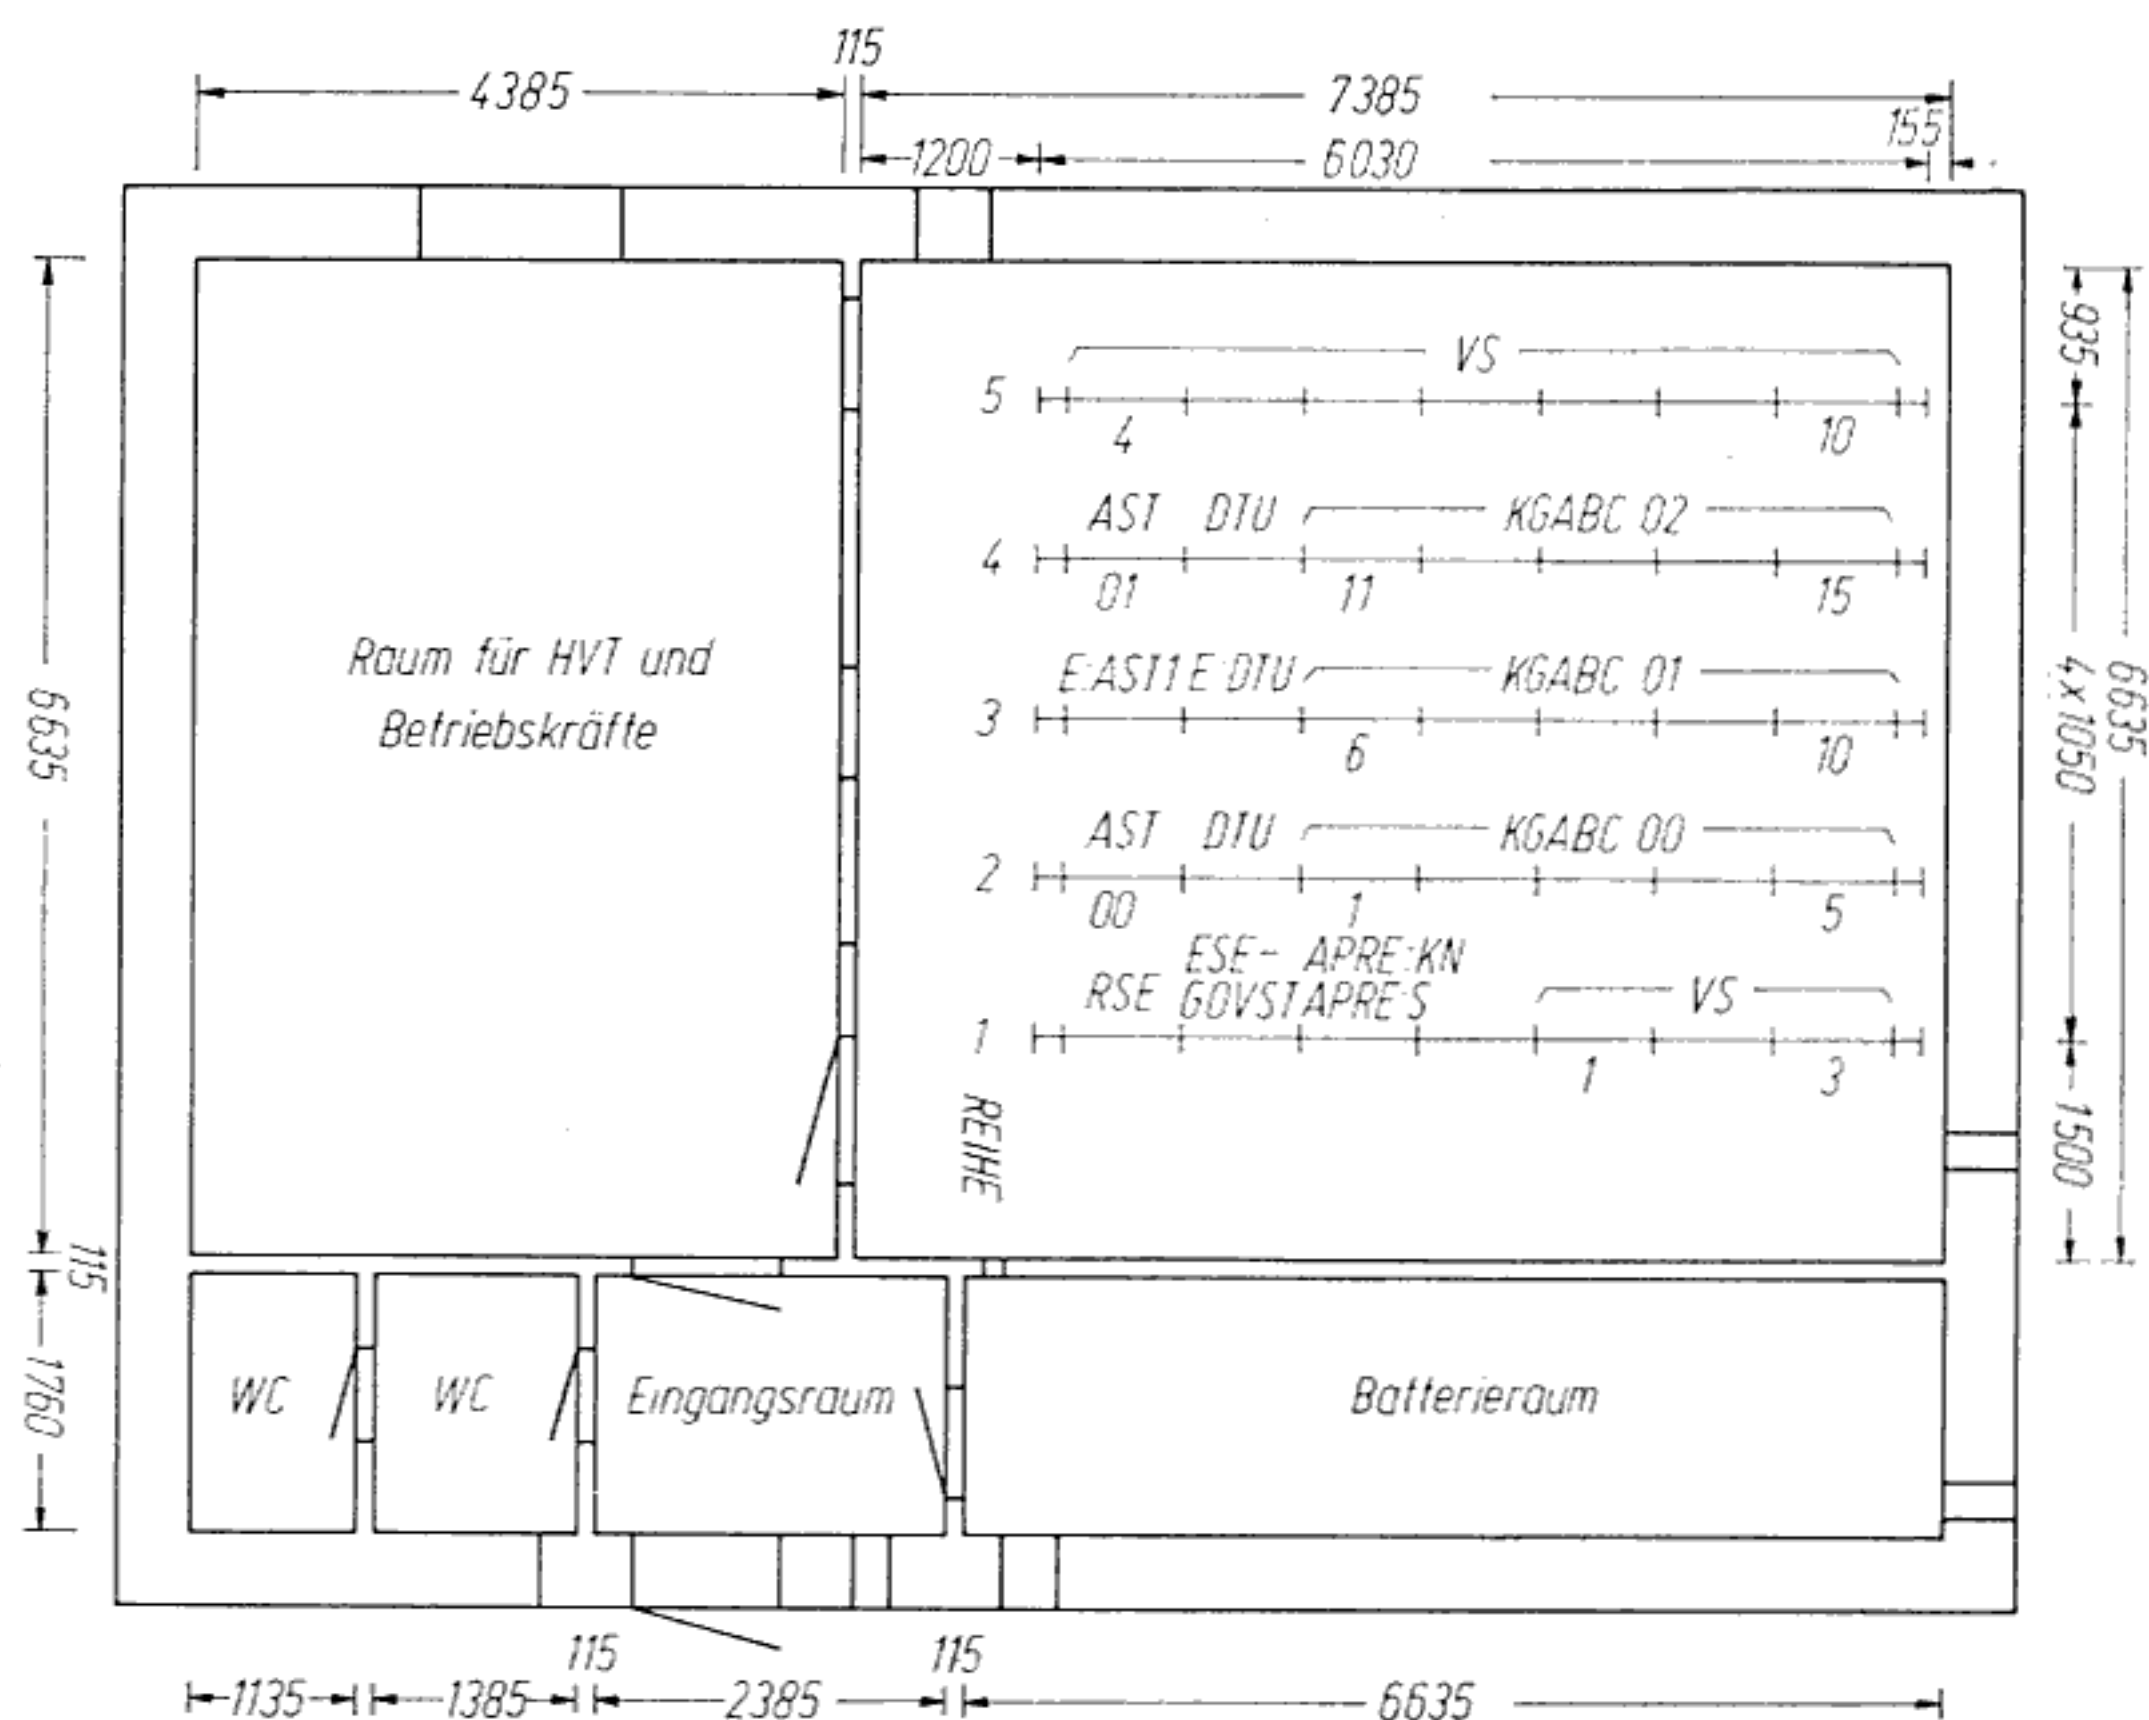 115
4385
7385
155
1200
6030
935
VS
5
4
10
AST DTU KGABC 02
4
01
11
15
Raum für HVT und
Betriebskräfte
E:AST1 E:DTU KGABC 01
3
6
10
6635
4x1050
6635
AST DTU KGABC 00
2
00
1
5
ESE- APRE:KN
RSE GOVST APRE:S VS
1
1
3
REIHE
1500
115
1760
WC
WC
Eingangsraum
Batterieraum
115
115
1135
1385
2385
6635